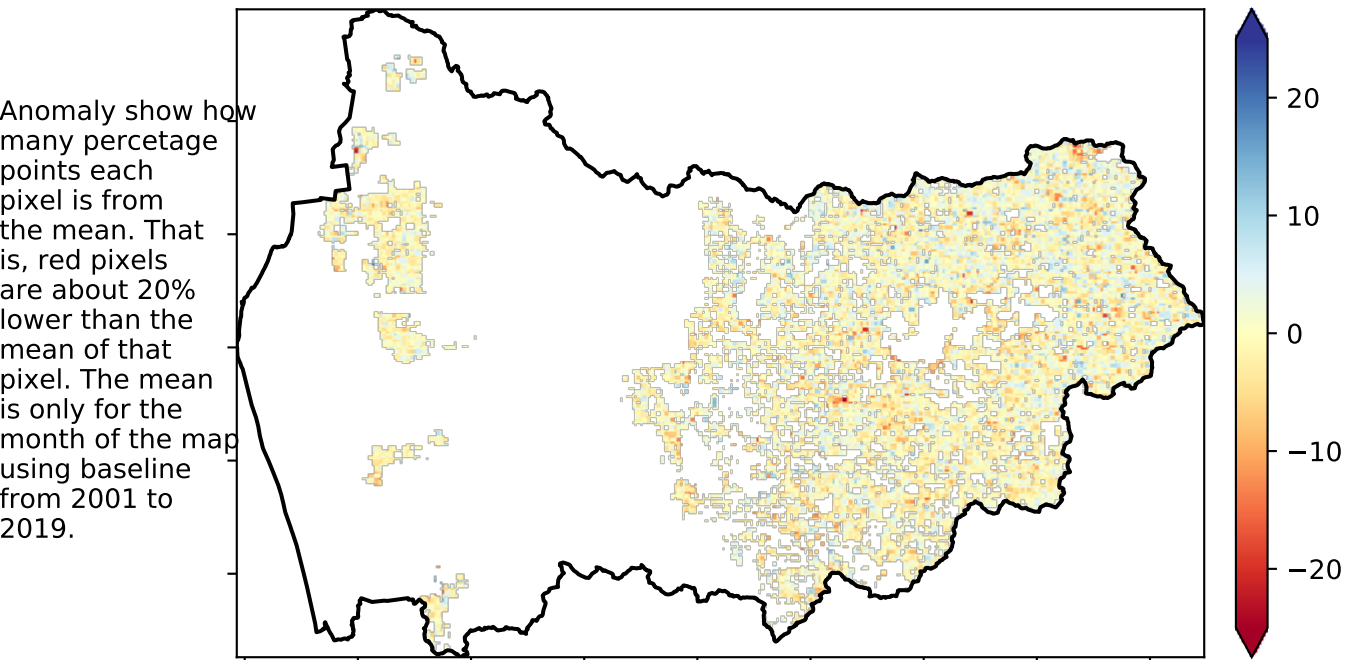 Anomaly show how
many percetage
points each
pixel is from
the mean. That
is, red pixels
are about 20%
lower than the
mean of that
pixel. The mean
is only for the
month of the map
using baseline
from 2001 to
2019.
20
10
0
−10
−20